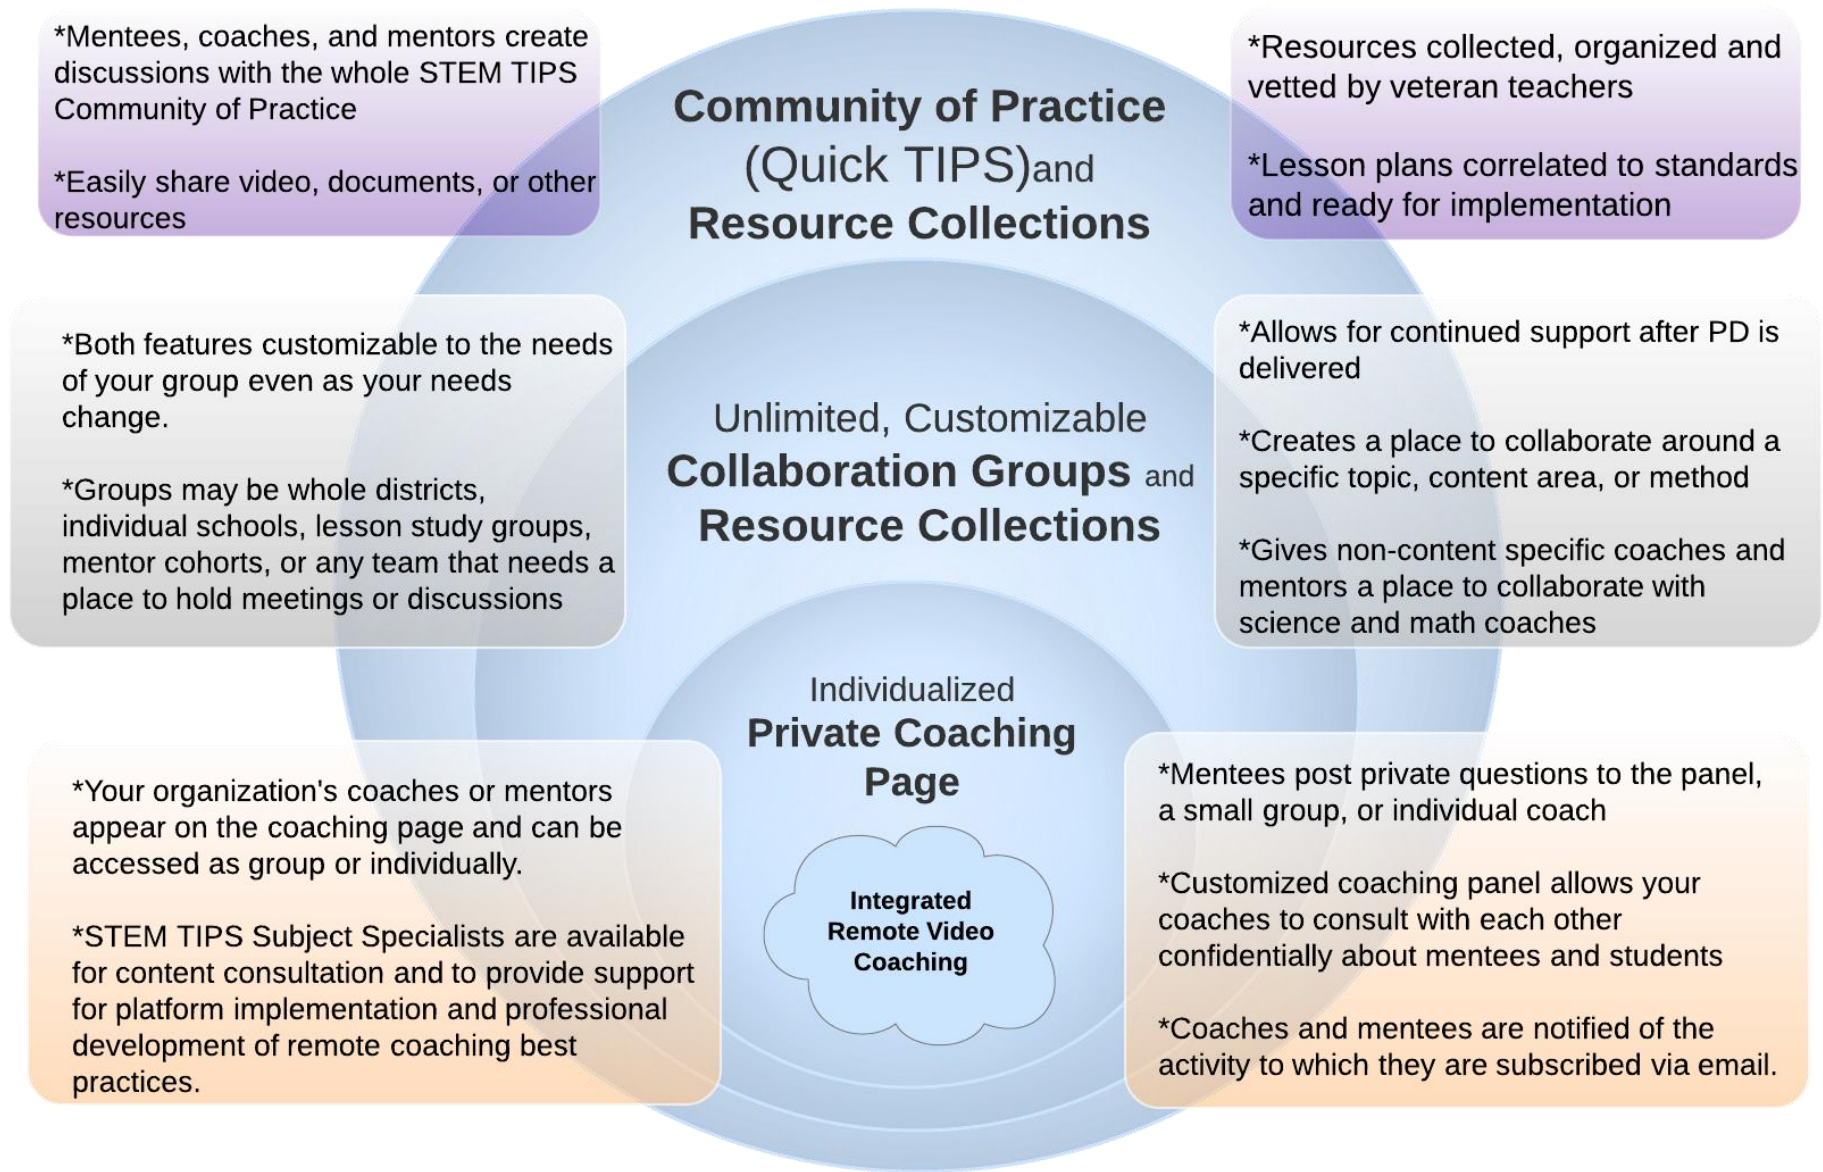 *Mentees, coaches, and mentors create
discussions with the whole STEM TIPS
Community of Practice
*Easily share video, documents, or other
resources
Community of Practice
(Quick TIPS)and
Resource Collections
*Resources collected, organized and
vetted by veteran teachers
*Lesson plans correlated to standards
and ready for implementation
*Both features customizable to the needs
of your group even as your needs
change.
*Groups may be whole districts,
individual schools, lesson study groups,
mentor cohorts, or any team that needs a
place to hold meetings or discussions
Unlimited, Customizable
Collaboration Groups and
Resource Collections
*Allows for continued support after PD is
delivered
*Creates a place to collaborate around a
specific topic, content area, or method
*Gives non-content specific coaches and
mentors a place to collaborate with
science and math coaches
*Your organization's coaches or mentors
appear on the coaching page and can be
accessed as group or individually.
*STEM TIPS Subject Specialists are available
for content consultation and to provide support
for platform implementation and professional
development of remote coaching best
practices.
Individualized
Private Coaching
Page
Integrated
Remote Video
Coaching
*Mentees post private questions to the panel,
a small group, or individual coach
*Customized coaching panel allows your
coaches to consult with each other
confidentially about mentees and students
*Coaches and mentees are notified of the
activity to which they are subscribed via email.